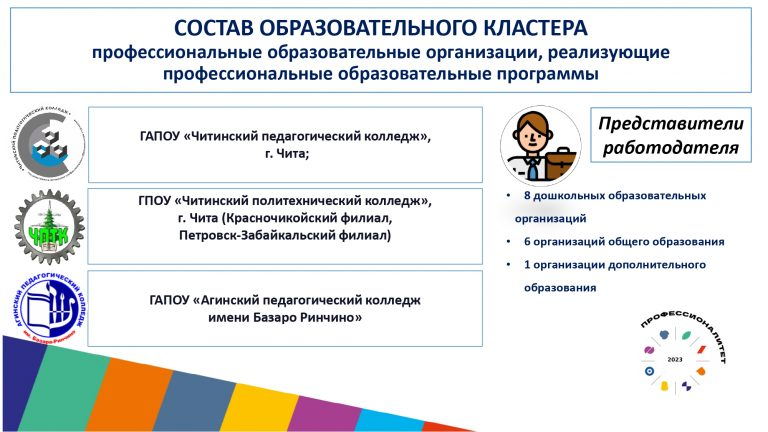 СОСТАВ ОБРАЗОВАТЕЛЬНОГО КЛАСТЕРА
профессиональные образовательные организации, реализующие
профессиональные образовательные программы
ГАПОУ «Читинский педагогический колледж»,
г. Чита;
ГПОУ «Читинский политехнический колледж»,
г. Чита (Красночикойский филиал,
Петровск-Забайкальский филиал)
ЧПТК
ГАПОУ «Агинский педагогический колледж
имени Базаро Ринчино»
АГИНСКИЙ ПЕДАГОГИЧЕСКИЙ КОЛЛЕДЖ
им. Базара-Ринчино
Представители
работодателя
• 8 дошкольных образовательных
организаций
• 6 организаций общего образования
• 1 организации дополнительного
образования
ПРОФЕССИОНАЛИТЕТ
2023